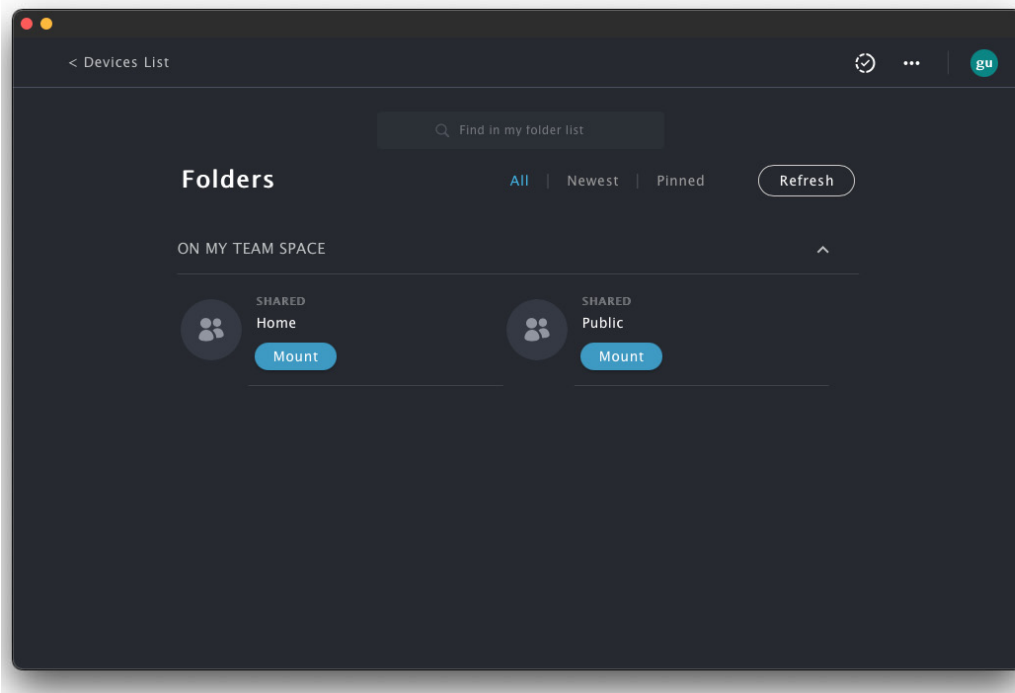 < Devices List
gu
Find in my folder list
Folders
All | Newest | Pinned
Refresh
ON MY TEAM SPACE
SHARED
Home
Mount
SHARED
Public
Mount